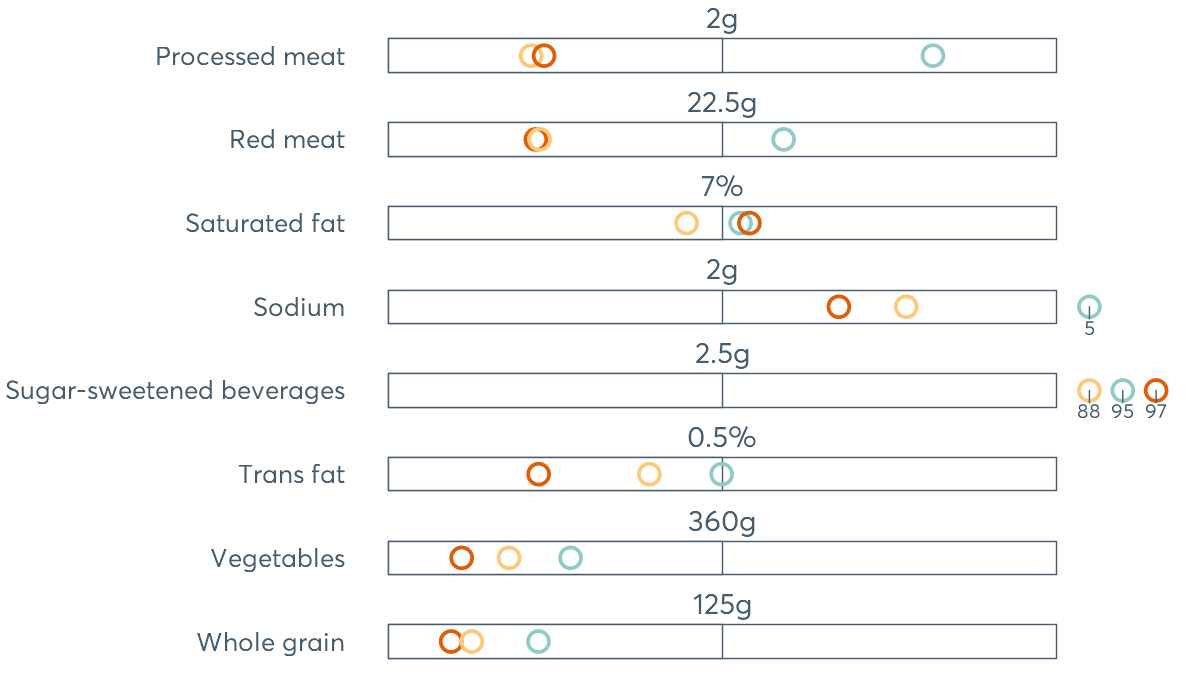 2g
Processed meat
22.5g
Red meat
7%
Saturated fat
2g
Sodium
5
2.5g
Sugar-sweetened beverages
88 95 97
0.5%
Trans fat
360g
Vegetables
125g
Whole grain